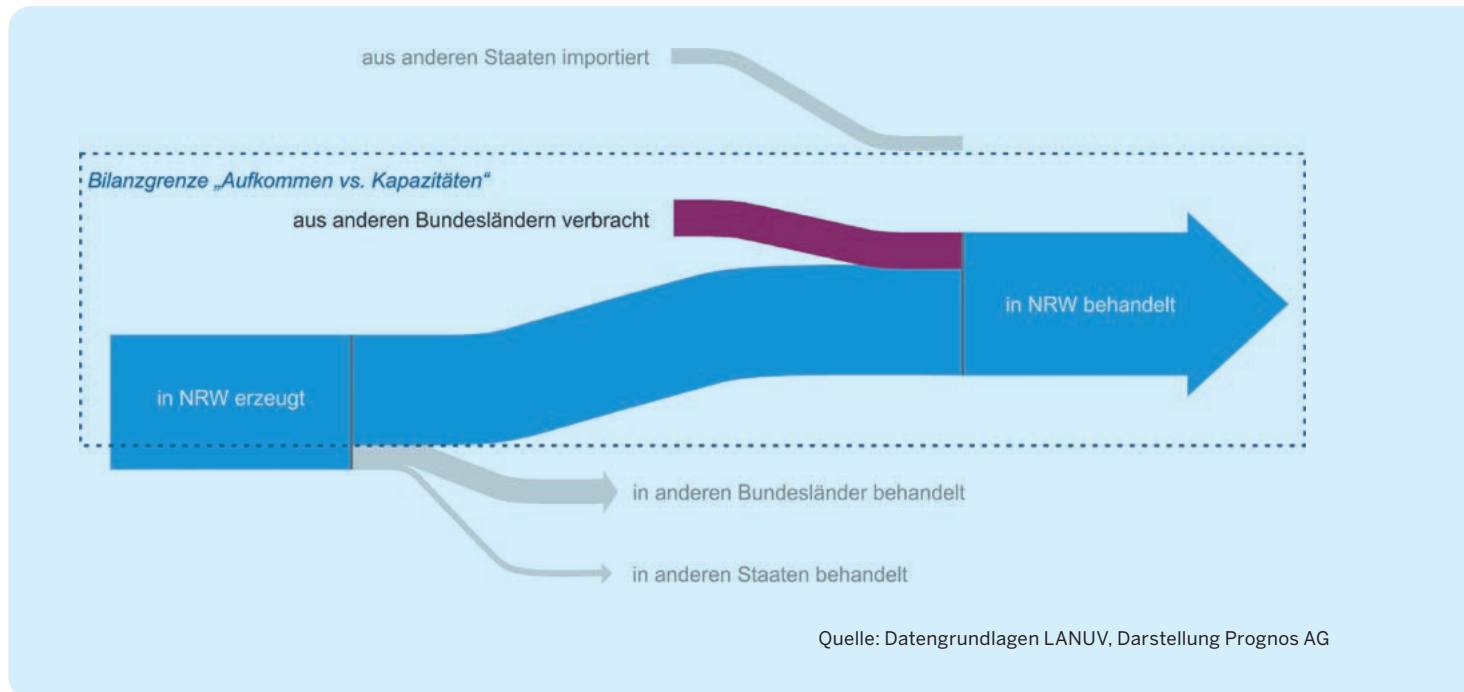 aus anderen Staaten importiert
Bilanzgrenze „Aufkommen vs. Kapazitäten“
aus anderen Bundesländern verbracht
in NRW behandelt
in NRW erzeugt
in anderen Bundesländer behandelt
in anderen Staaten behandelt
Quelle: Datengrundlagen LANUV, Darstellung Prognos AG